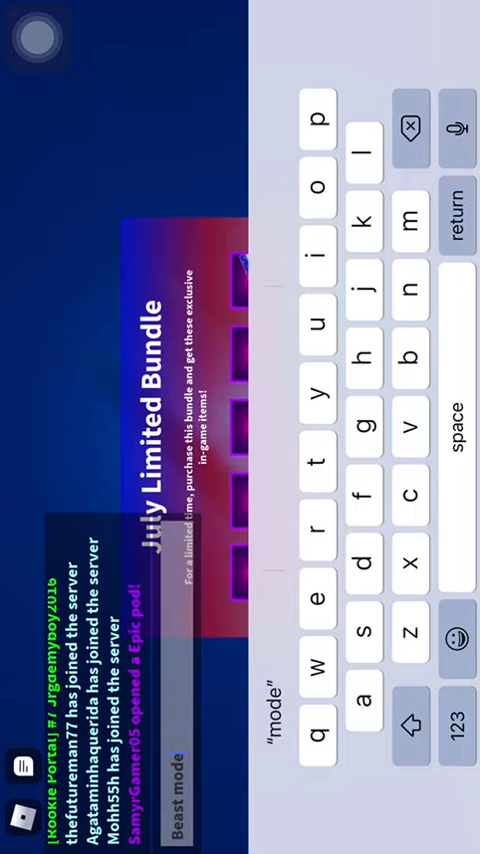 [Rookie Portal] #7 Jrgdemyboy2016
thefutureman77 has joined the server
Agataminhaquerida has joined the server
Mohh55h has joined the server
SamyrGamer05 opened a Epic pod!
July Limited Bundle
For a limited time, purchase this bundle and get these exclusive
in-game items!
Beast mode
"mode"
q w e r t y u i o p
a s d f g h j k l
z x c v b n m
123 space return